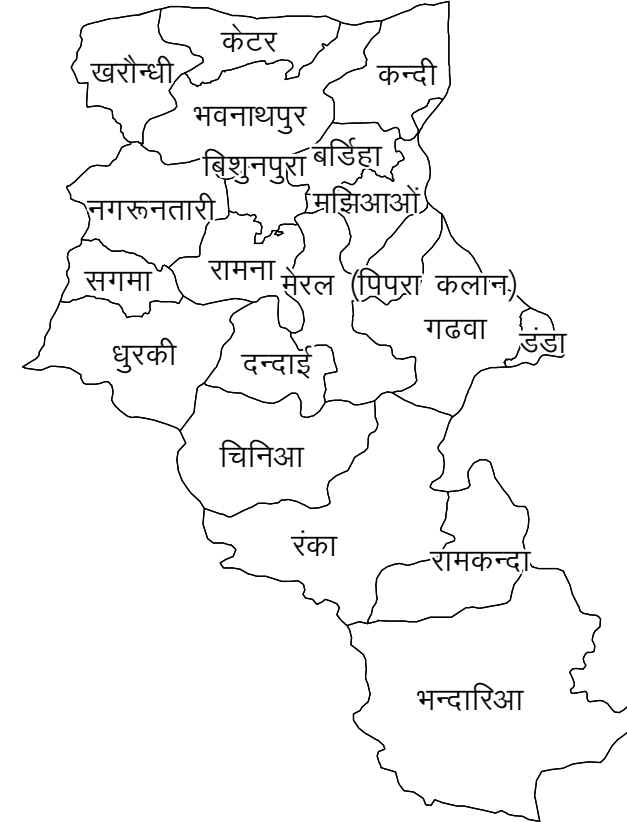 केटर
खरौन्धी
कन्दी
भवनाथपुर
बर्डिहा
बिशुनपुरा
मझिआओं
नगरूनतारी
रामना
सगमा
मेरल (पिपरा कलान)
गढवा
डंडा
धुरकी
दन्दाई
चिनिआ
रंका
रामकन्दा
भन्दारिआ